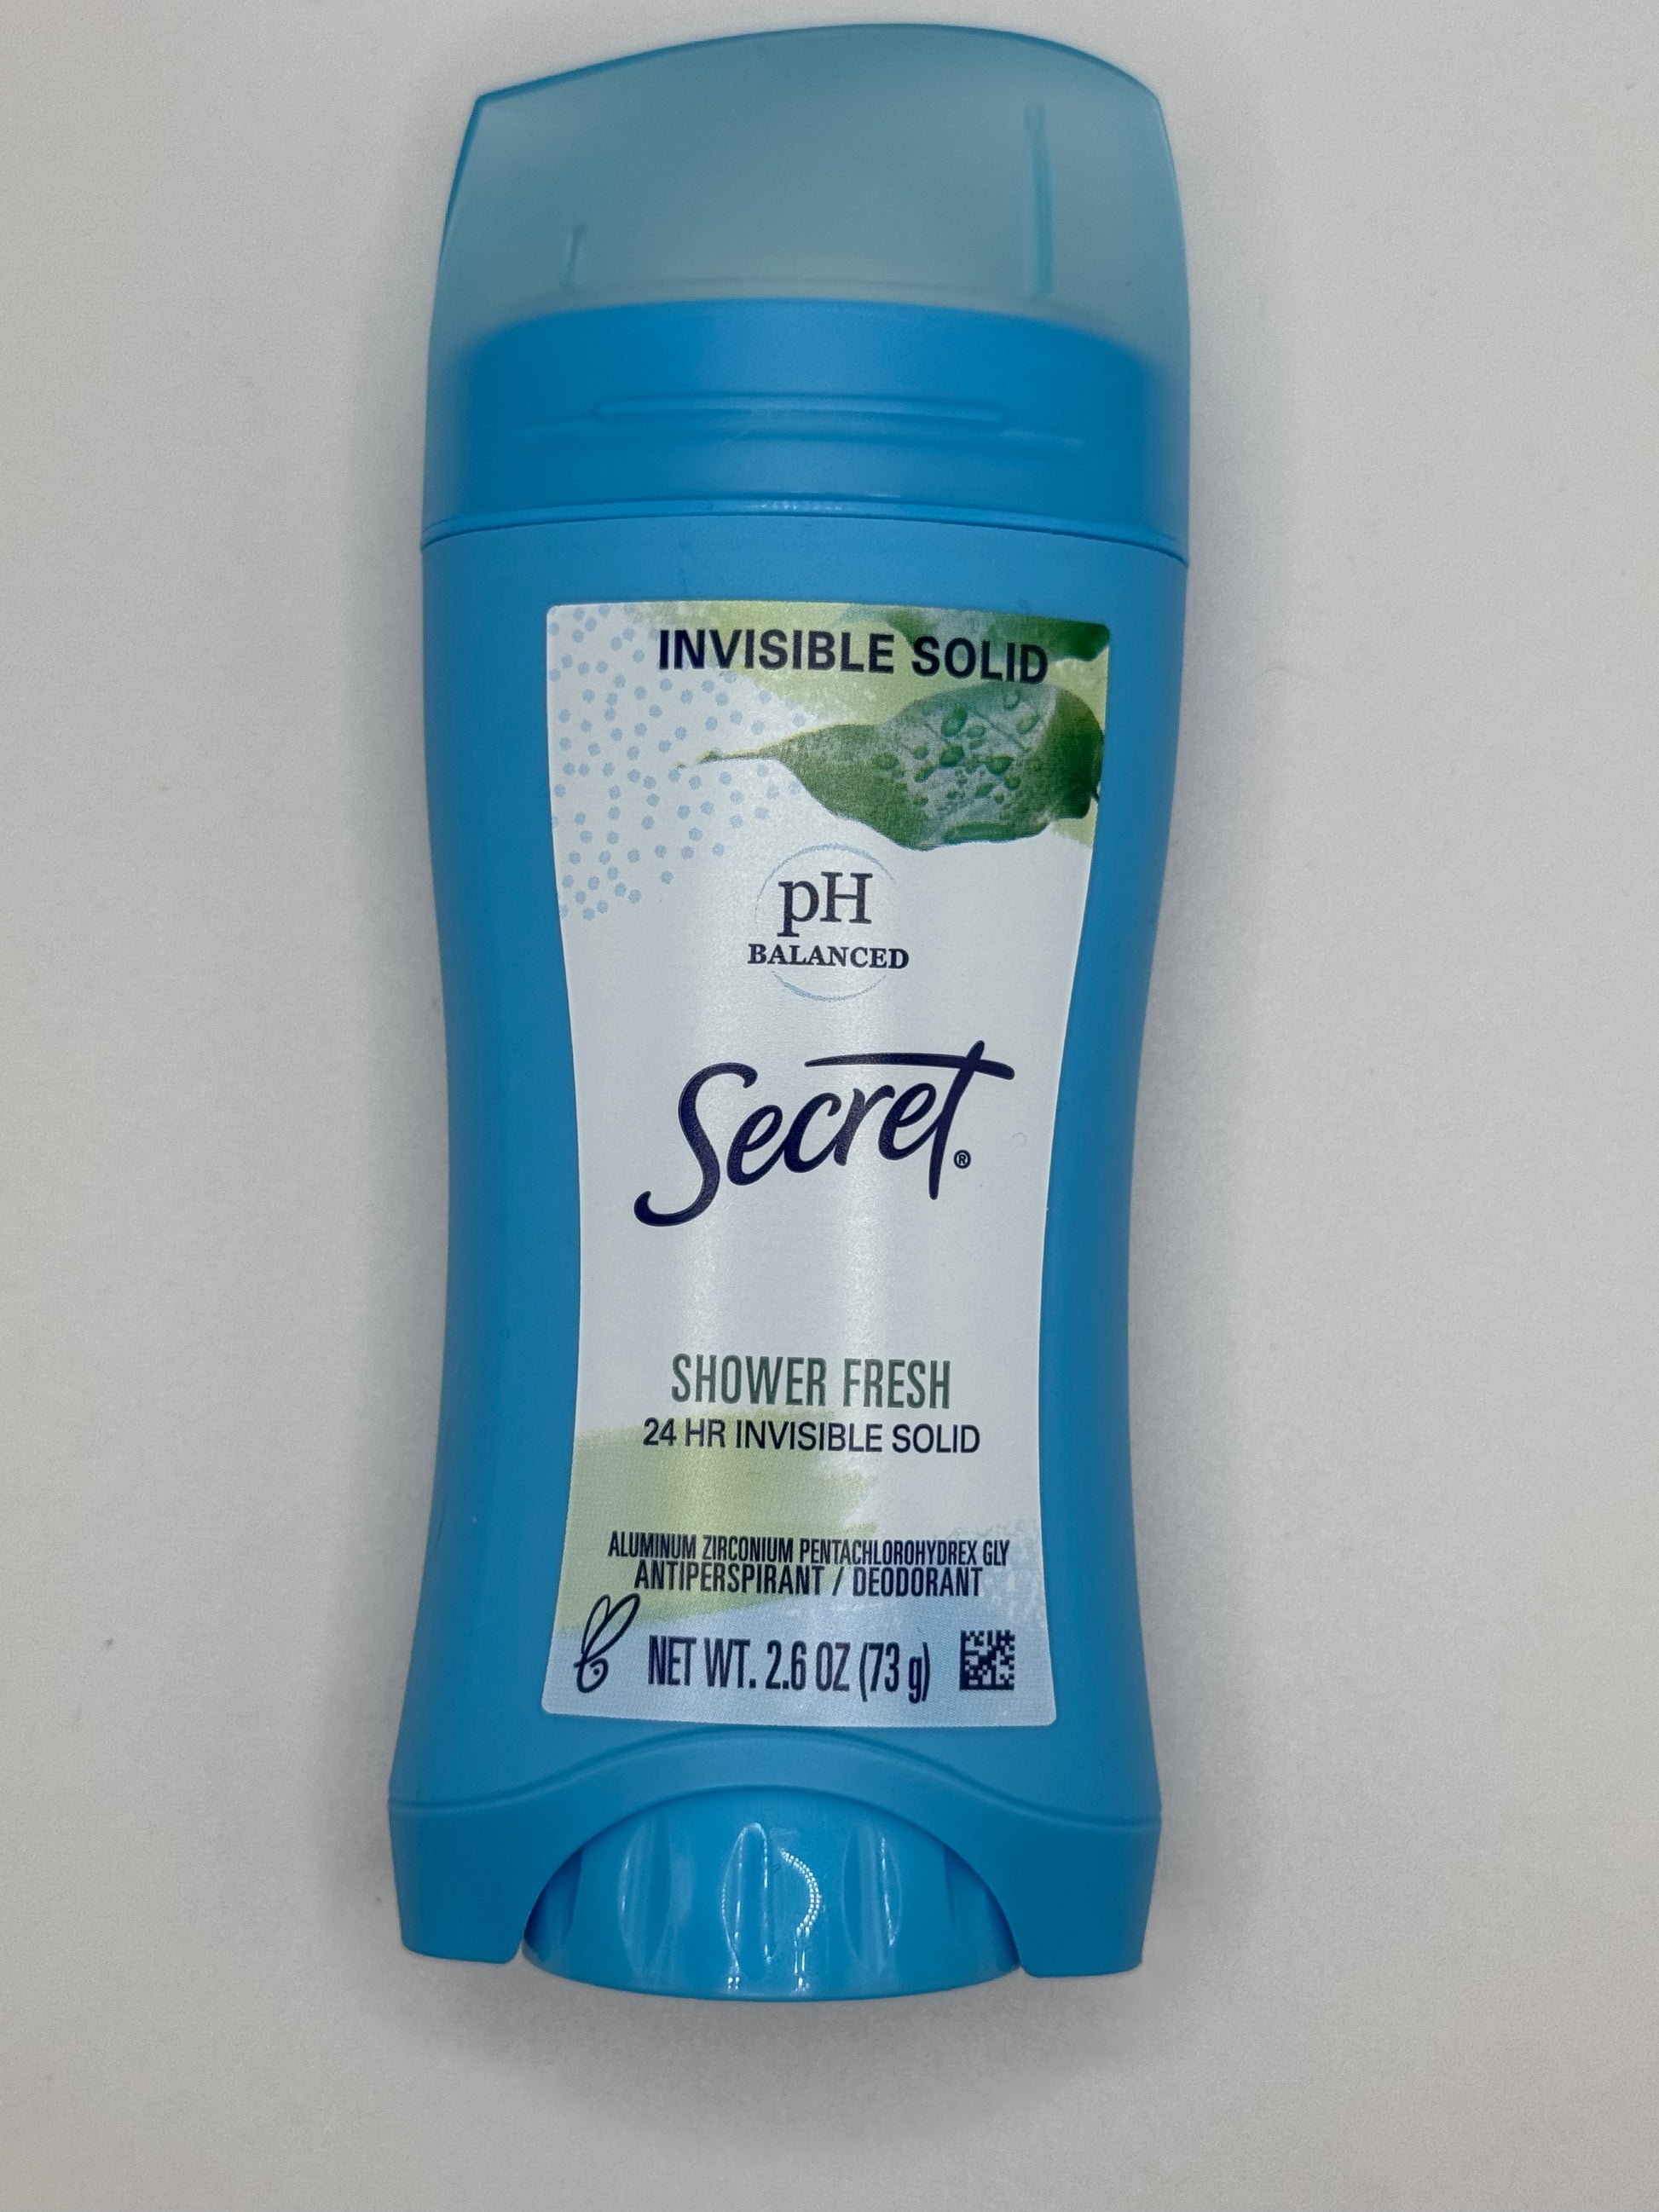 INVISIBLE SOLID
pH
BALANCED
Secret®
SHOWER FRESH
24 HR INVISIBLE SOLID
ALUMINUM ZIRCONIUM PENTACHLOROHYDREX GLY
ANTIPERSPIRANT / DEODORANT
NET WT. 2.6 OZ (73 g)